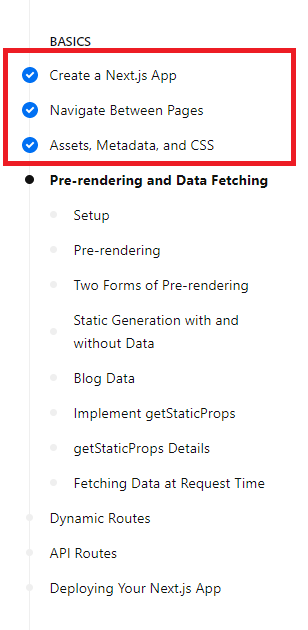 BASICS
Create a Next.js App
Navigate Between Pages
Assets, Metadata, and CSS
Pre-rendering and Data Fetching
Setup
Pre-rendering
Two Forms of Pre-rendering
Static Generation with and
without Data
Blog Data
Implement getStaticProps
getStaticProps Details
Fetching Data at Request Time
Dynamic Routes
API Routes
Deploying Your Next.js App